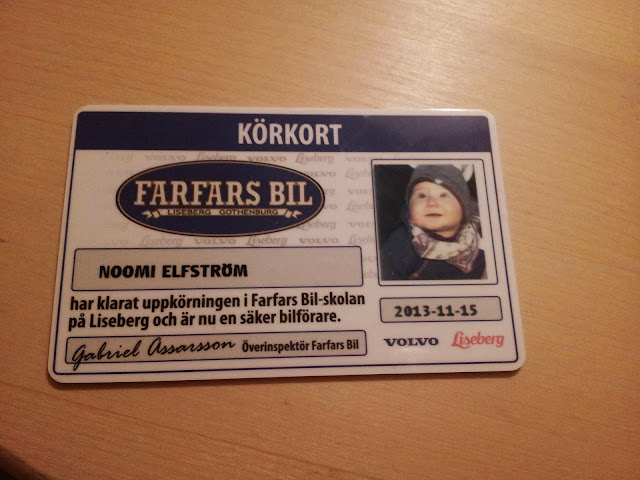 KÖRKORT
FARFARS BIL
LISEBERG GOTHENBURG
NOOMI ELFSTRÖM
har klarat uppkörningen i Farfars Bil-skolan
på Liseberg och är nu en säker bilförare.
2013-11-15
Gabriel Assarsson Överinspektör Farfars Bil
VOLVO Liseberg